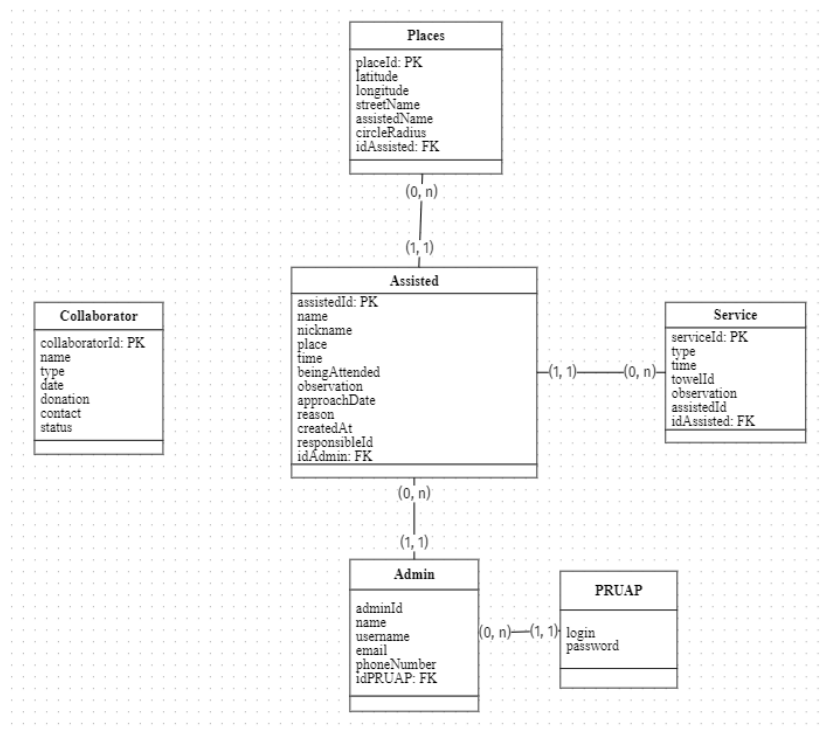 Places
placeId: PK
latitude
longitude
streetName
assistedName
circleRadius
idAssisted: FK
(0, n)
(1, 1)
Assisted
assistedId: PK
name
nickname
place
time
beingAttended
observation
approachDate
reason
createdAt
responsibleId
idAdmin: FK
Collaborator
collaboratorId: PK
name
type
date
donation
contact
status
(1, 1)
(0, n)
Service
serviceId: PK
type
time
towelId
observation
assistedId
idAssisted: FK
(0, n)
(1, 1)
Admin
adminId
name
username
email
phoneNumber
idPRUAP: FK
(0, n)
(1, 1)
PRUAP
login
password